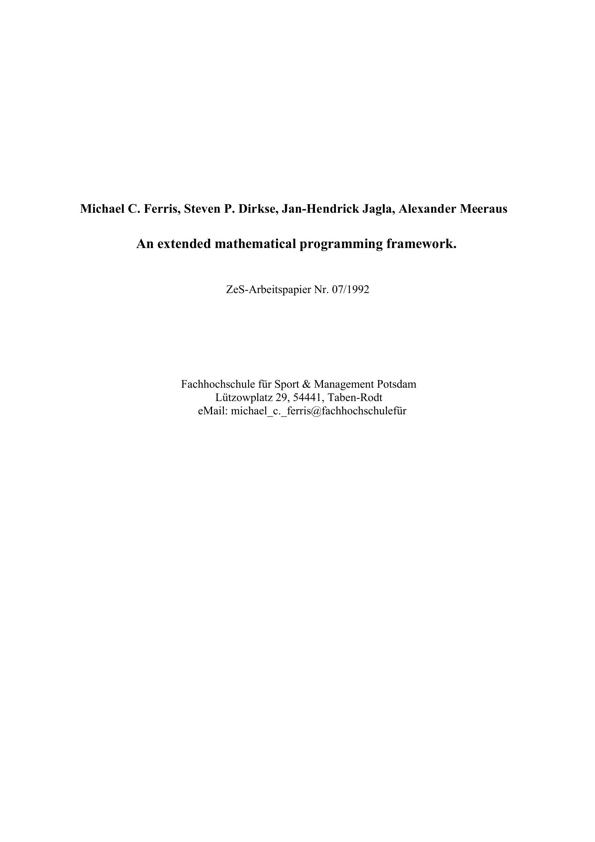 Michael C. Ferris, Steven P. Dirkse, Jan-Hendrick Jagla, Alexander Meeraus
An extended mathematical programming framework.
ZeS-Arbeitspapier Nr. 07/1992
Fachhochschule für Sport & Management Potsdam
Lützowplatz 29, 54441, Taben-Rodt
eMail: michael_c._ferris@fachhochschulefür